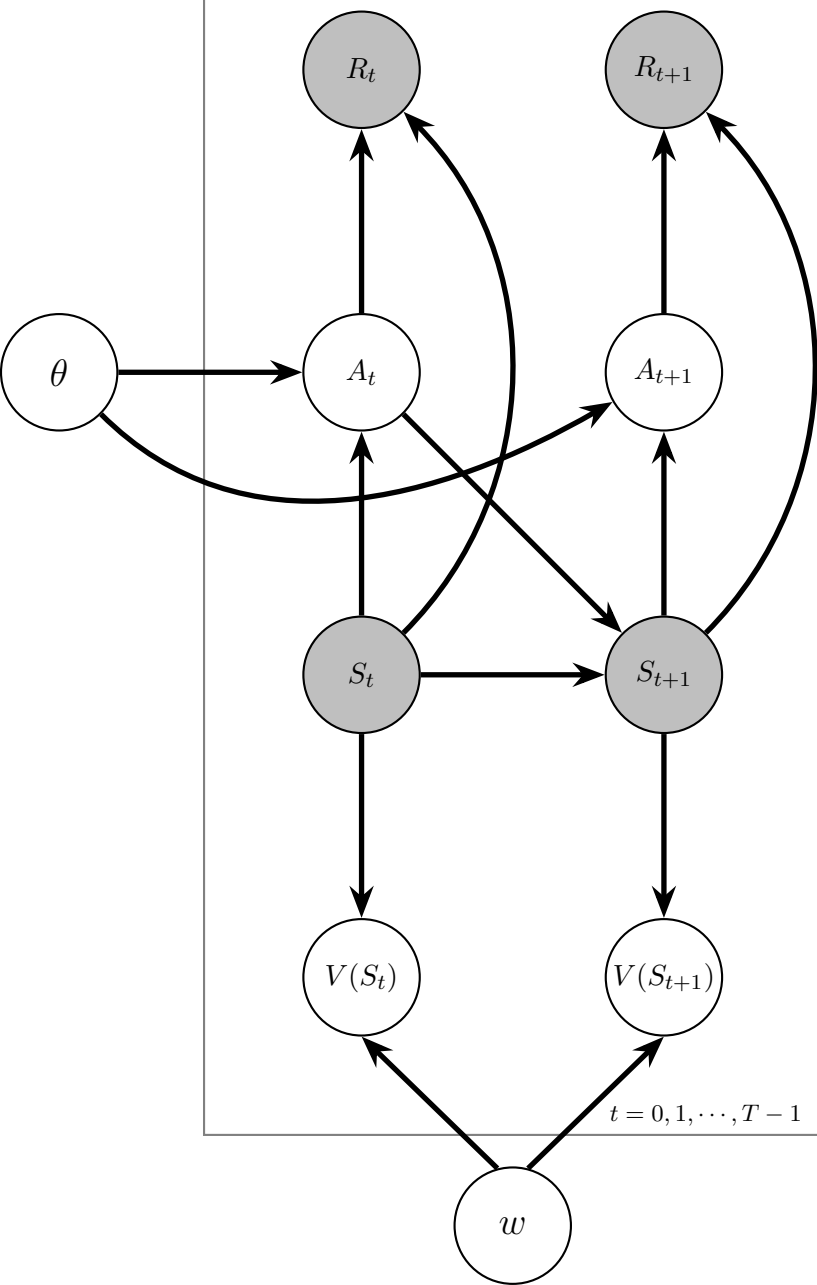 R_t R_{t+1}
θ A_t A_{t+1}
S_t S_{t+1}
V(S_t) V(S_{t+1})
t = 0, 1, ⋯, T − 1
w